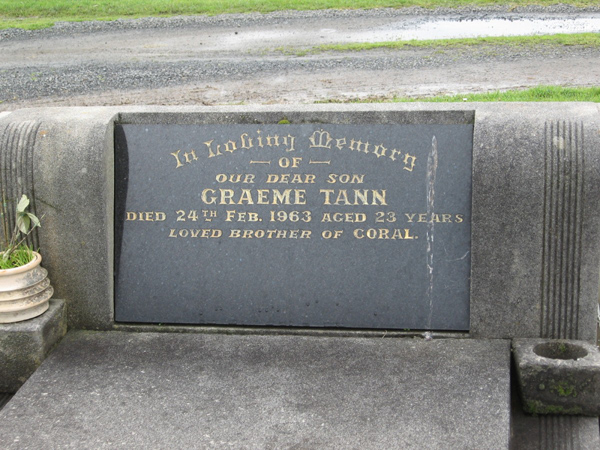 In Loving Memory
— OF —
OUR DEAR SON
GRAEME TANN
DIED 24TH FEB. 1963 AGED 23 YEARS
LOVED BROTHER OF CORAL.